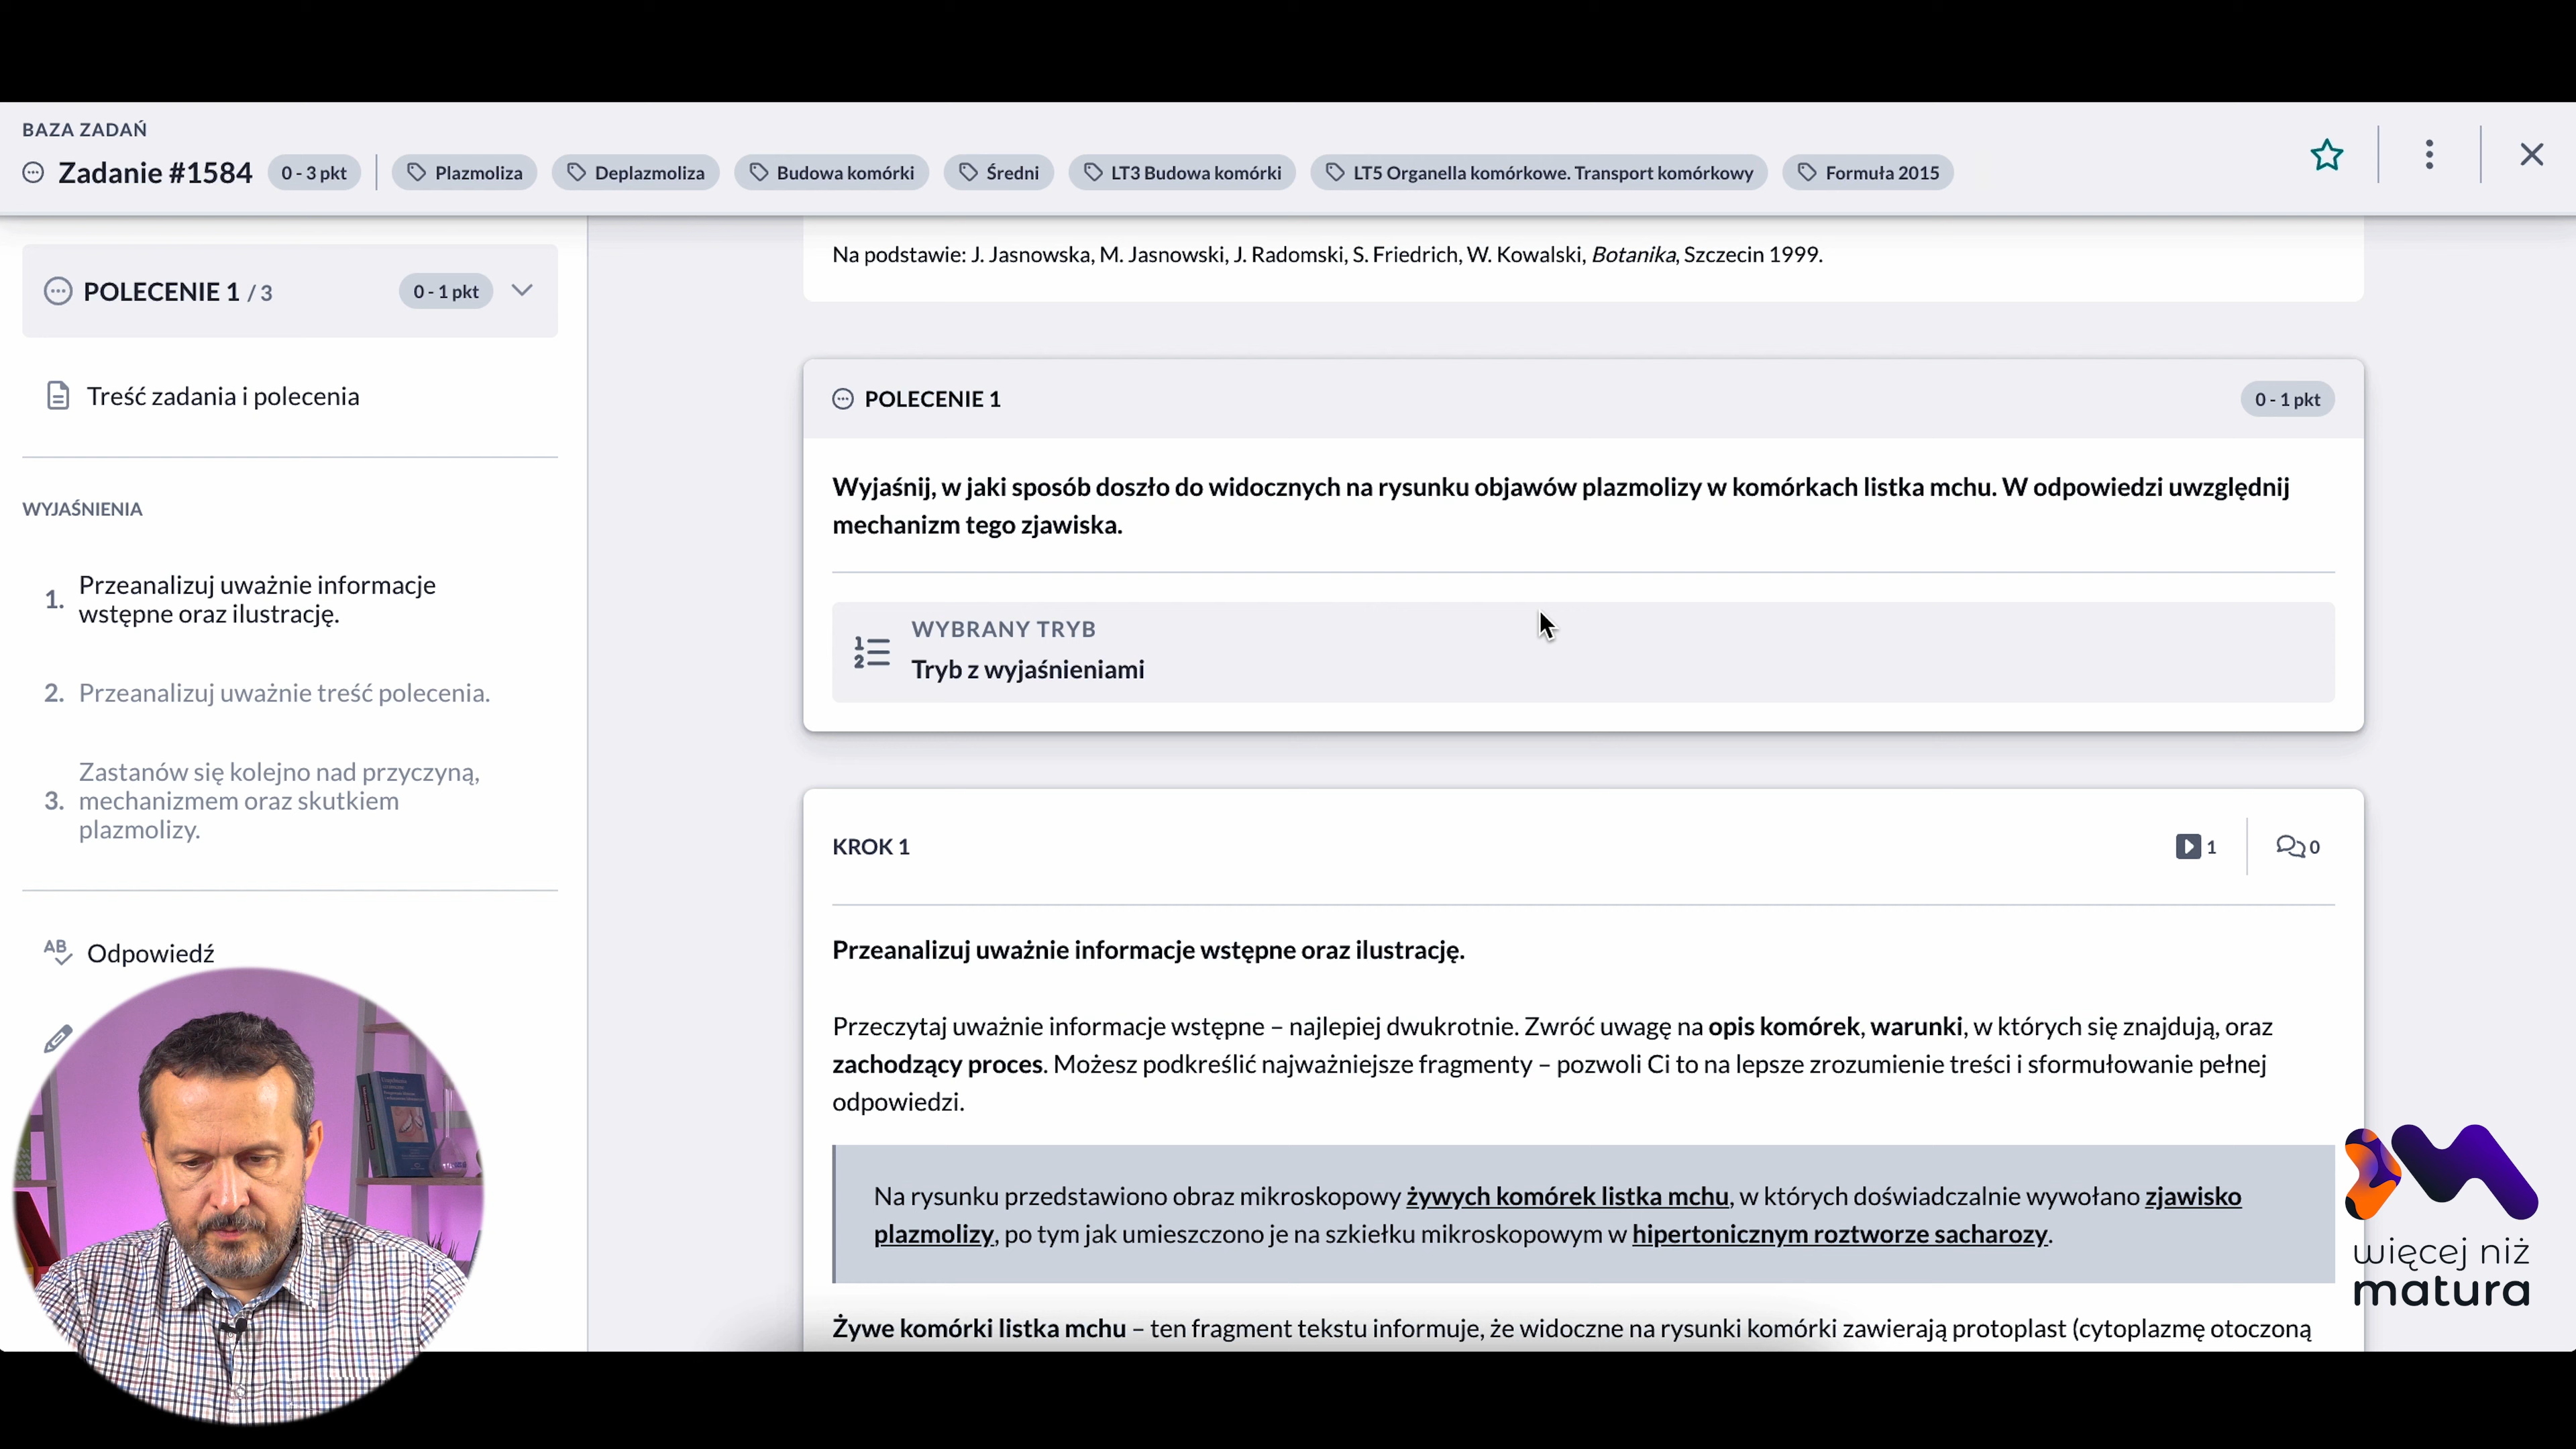 BAZA ZADAŃ
Zadanie #1584 0 - 3 pkt Plazmoliza Deplazmoliza Budowa komórki Średni LT3 Budowa komórki LT5 Organella komórkowe. Transport komórkowy Formuła 2015
POLECENIE 1 / 3 0 - 1 pkt
Treść zadania i polecenia
WYJAŚNIENIA
1. Przeanalizuj uważnie informacje
wstępne oraz ilustrację.
2. Przeanalizuj uważnie treść polecenia.
3. Zastanów się kolejno nad przyczyną,
mechanizmem oraz skutkiem
plazmolizy.
AB Odpowiedź
Na podstawie: J. Jasnowska, M. Jasnowski, J. Radomski, S. Friedrich, W. Kowalski, Botanika, Szczecin 1999.
POLECENIE 1 0 - 1 pkt
Wyjaśnij, w jaki sposób doszło do widocznych na rysunku objawów plazmolizy w komórkach listka mchu. W odpowiedzi uwzględnij
mechanizm tego zjawiska.
WYBRANY TRYB
Tryb z wyjaśnieniami
KROK 1 1 0
Przeanalizuj uważnie informacje wstępne oraz ilustrację.
Przeczytaj uważnie informacje wstępne – najlepiej dwukrotnie. Zwróć uwagę na opis komórek, warunki, w których się znajdują, oraz
zachodzący proces. Możesz podkreślić najważniejsze fragmenty – pozwoli Ci to na lepsze zrozumienie treści i sformułowanie pełnej
odpowiedzi.
Na rysunku przedstawiono obraz mikroskopowy żywych komórek listka mchu, w których doświadczalnie wywołano zjawisko
plazmolizy, po tym jak umieszczono je na szkiełku mikroskopowym w hipertonicznym roztworze sacharozy.
Żywe komórki listka mchu – ten fragment tekstu informuje, że widoczne na rysunki komórki zawierają protoplast (cytoplazmę otoczoną
więcej niż
matura